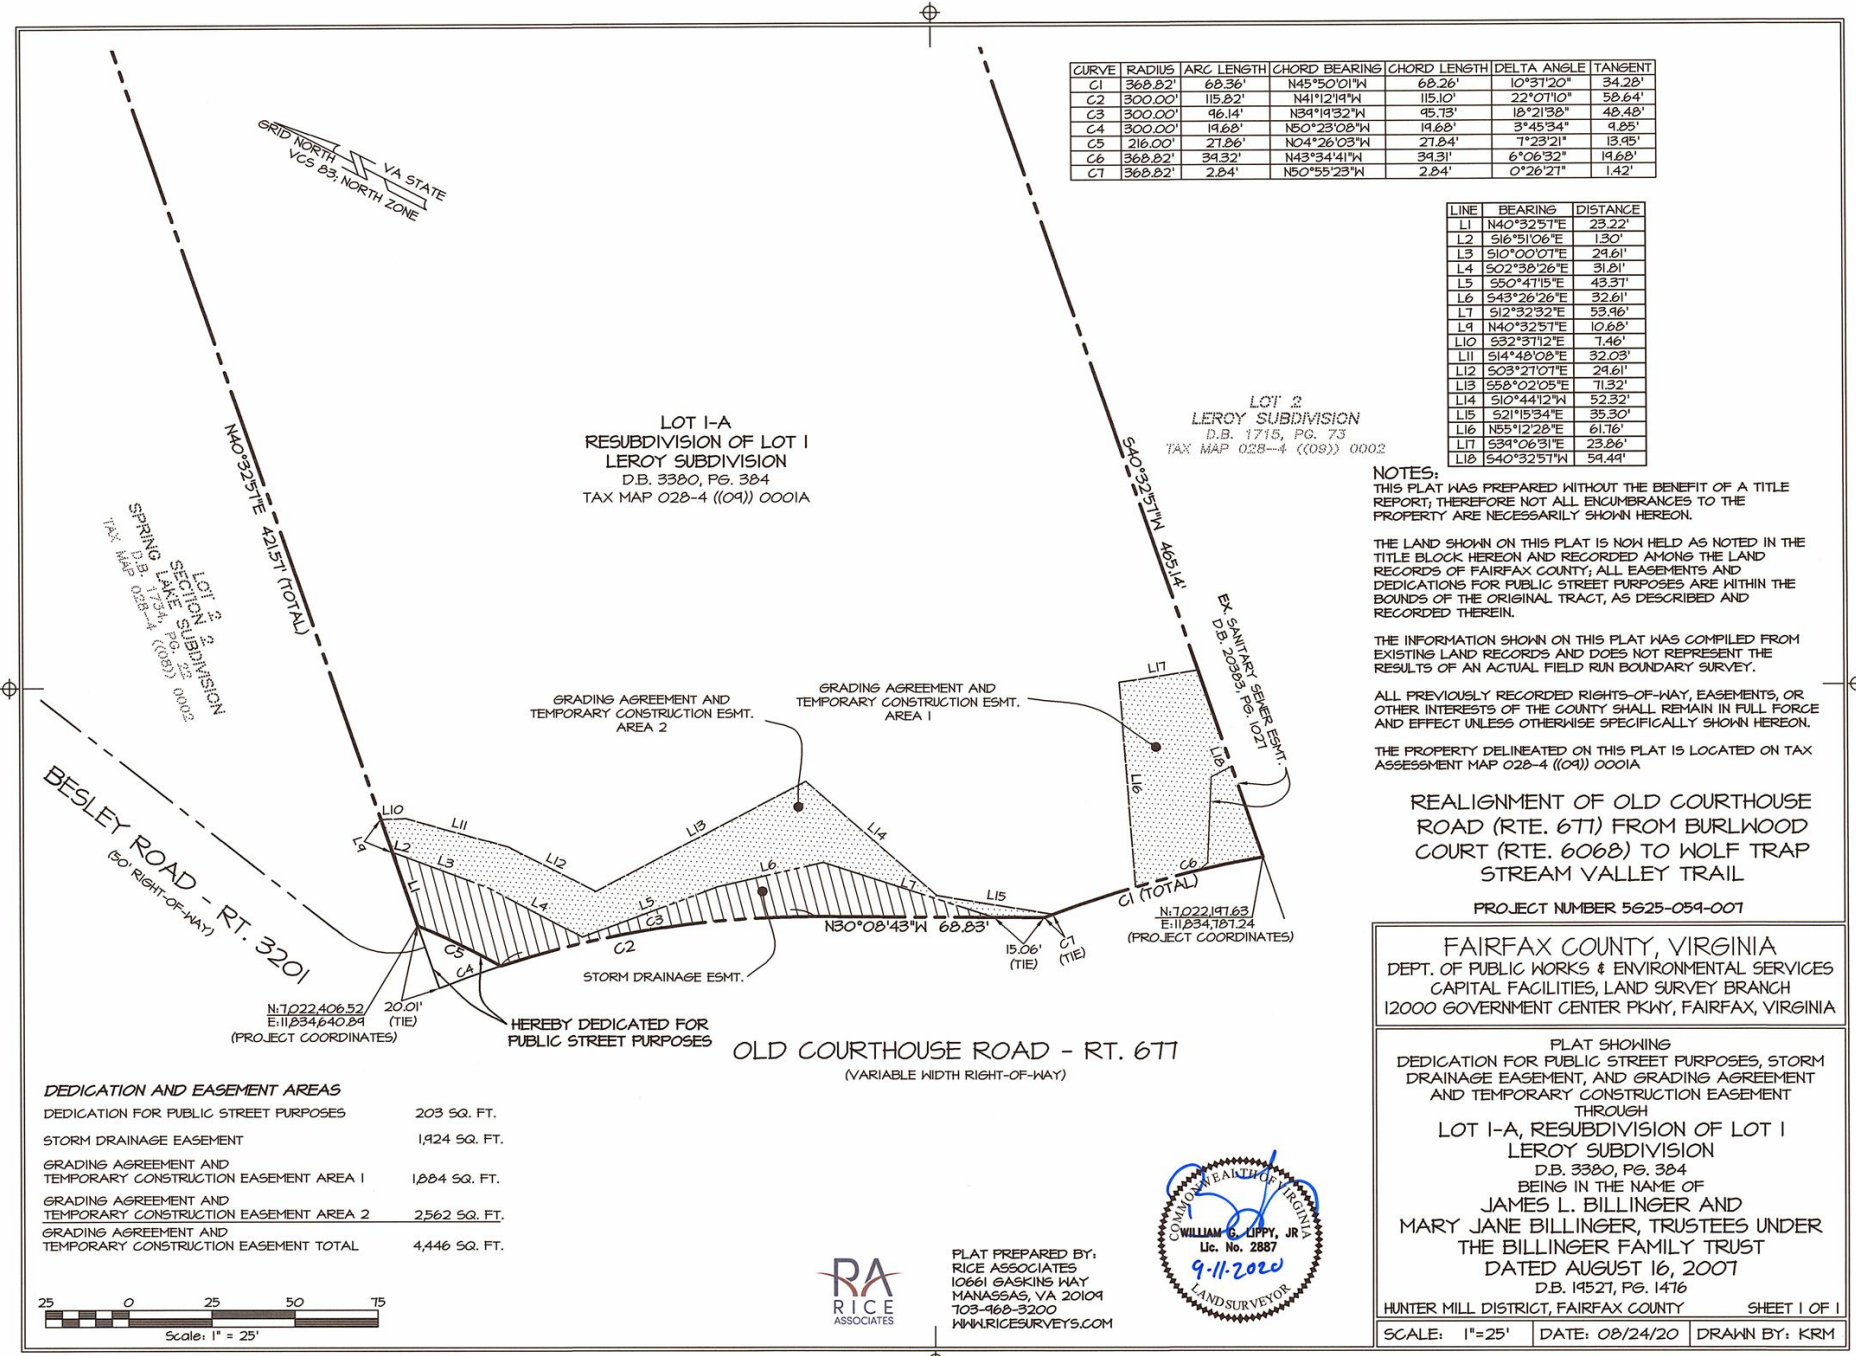 GRID NORTH
VCS 83, NORTH ZONE
VA STATE
CURVE RADIUS ARC LENGTH CHORD BEARING CHORD LENGTH DELTA ANGLE TANGENT
C1 368.82' 68.36' N45°50'01"W 68.26' 10°37'20" 34.28'
C2 300.00' 115.82' N41°12'19"W 115.10' 22°07'10" 58.64'
C3 300.00' 96.14' N39°19'32"W 95.73' 18°21'38" 48.48'
C4 300.00' 19.68' N50°23'08"W 19.68' 3°45'34" 9.85'
C5 216.00' 27.86' N04°26'03"W 27.84' 7°23'21" 13.95'
C6 368.82' 39.32' N43°34'41"W 39.31' 6°06'32" 19.68'
C7 368.82' 2.84' N50°55'23"W 2.84' 0°26'27" 1.42'
LINE BEARING DISTANCE
L1 N40°32'57"E 23.22'
L2 S16°51'06"E 1.30'
L3 S10°00'07"E 29.61'
L4 S02°38'26"E 31.81'
L5 S50°47'15"E 43.37'
L6 S43°26'26"E 32.61'
L7 S12°32'32"E 53.96'
L9 N40°32'57"E 10.68'
L10 S32°37'12"E 7.46'
L11 S14°48'08"E 32.03'
L12 S03°27'07"E 29.61'
L13 S58°02'05"E 71.32'
L14 S10°44'12"W 52.32'
L15 S21°15'34"E 35.30'
L16 N55°12'28"E 61.76'
L17 S39°06'31"E 23.86'
L18 S40°32'57"W 59.49'
LOT 1-A
RESUBDIVISION OF LOT 1
LEROY SUBDIVISION
D.B. 3380, PG. 384
TAX MAP 028-4 ((09)) 0001A
LOT 2
LEROY SUBDIVISION
D.B. 1715, PG. 73
TAX MAP 028-4 ((09)) 0002
N40°32'57"E 421.57' (TOTAL)
S40°32'57"W 465.14'
LOT 2
SECTION 2
SPRING LAKE SUBDIVISION
D.B. 1734, PG. 22
TAX MAP 028-4 ((08)) 0002
EX. SANITARY SEWER ESMT.
D.B. 20383, PG. 1027
GRADING AGREEMENT AND
TEMPORARY CONSTRUCTION ESMT.
AREA 2
GRADING AGREEMENT AND
TEMPORARY CONSTRUCTION ESMT.
AREA 1
L17
L18
L16
C6
L10
L11
L9
L2
L3
L12
L13
L14
L1
L4
L5
L6
L7
L15
C3
C2
C5
C4
C1 (TOTAL)
N30°08'43"W 68.83'
15.06'
(TIE)
C7
(TIE)
N:7,022,197.63
E:11,834,787.24
(PROJECT COORDINATES)
BESLEY ROAD - RT. 3201
(50' RIGHT-OF-WAY)
STORM DRAINAGE ESMT.
N:7,022,406.52
E:11,834,640.89
(PROJECT COORDINATES)
20.01'
(TIE)
HEREBY DEDICATED FOR
PUBLIC STREET PURPOSES
OLD COURTHOUSE ROAD - RT. 677
(VARIABLE WIDTH RIGHT-OF-WAY)
NOTES:
THIS PLAT WAS PREPARED WITHOUT THE BENEFIT OF A TITLE
REPORT; THEREFORE NOT ALL ENCUMBRANCES TO THE
PROPERTY ARE NECESSARILY SHOWN HEREON.
THE LAND SHOWN ON THIS PLAT IS NOW HELD AS NOTED IN THE
TITLE BLOCK HEREON AND RECORDED AMONG THE LAND
RECORDS OF FAIRFAX COUNTY; ALL EASEMENTS AND
DEDICATIONS FOR PUBLIC STREET PURPOSES ARE WITHIN THE
BOUNDS OF THE ORIGINAL TRACT, AS DESCRIBED AND
RECORDED THEREIN.
THE INFORMATION SHOWN ON THIS PLAT WAS COMPILED FROM
EXISTING LAND RECORDS AND DOES NOT REPRESENT THE
RESULTS OF AN ACTUAL FIELD RUN BOUNDARY SURVEY.
ALL PREVIOUSLY RECORDED RIGHTS-OF-WAY, EASEMENTS, OR
OTHER INTERESTS OF THE COUNTY SHALL REMAIN IN FULL FORCE
AND EFFECT UNLESS OTHERWISE SPECIFICALLY SHOWN HEREON.
THE PROPERTY DELINEATED ON THIS PLAT IS LOCATED ON TAX
ASSESSMENT MAP 028-4 ((09)) 0001A
REALIGNMENT OF OLD COURTHOUSE
ROAD (RTE. 677) FROM BURLWOOD
COURT (RTE. 6068) TO WOLF TRAP
STREAM VALLEY TRAIL
PROJECT NUMBER 5G25-059-007
FAIRFAX COUNTY, VIRGINIA
DEPT. OF PUBLIC WORKS & ENVIRONMENTAL SERVICES
CAPITAL FACILITIES, LAND SURVEY BRANCH
12000 GOVERNMENT CENTER PKWY, FAIRFAX, VIRGINIA
PLAT SHOWING
DEDICATION FOR PUBLIC STREET PURPOSES, STORM
DRAINAGE EASEMENT, AND GRADING AGREEMENT
AND TEMPORARY CONSTRUCTION EASEMENT
THROUGH
LOT 1-A, RESUBDIVISION OF LOT 1
LEROY SUBDIVISION
D.B. 3380, PG. 384
BEING IN THE NAME OF
JAMES L. BILLINGER AND
MARY JANE BILLINGER, TRUSTEES UNDER
THE BILLINGER FAMILY TRUST
DATED AUGUST 16, 2007
D.B. 19527, PG. 1476
HUNTER MILL DISTRICT, FAIRFAX COUNTY SHEET 1 OF 1
SCALE: 1"=25' DATE: 08/24/20 DRAWN BY: KRM
DEDICATION AND EASEMENT AREAS
DEDICATION FOR PUBLIC STREET PURPOSES 203 SQ. FT.
STORM DRAINAGE EASEMENT 1,924 SQ. FT.
GRADING AGREEMENT AND
TEMPORARY CONSTRUCTION EASEMENT AREA 1 1,884 SQ. FT.
GRADING AGREEMENT AND
TEMPORARY CONSTRUCTION EASEMENT AREA 2 2,562 SQ. FT.
GRADING AGREEMENT AND
TEMPORARY CONSTRUCTION EASEMENT TOTAL 4,446 SQ. FT.
25 0 25 50 75
Scale: 1" = 25'
RA
RICE
ASSOCIATES
PLAT PREPARED BY:
RICE ASSOCIATES
10661 GASKINS WAY
MANASSAS, VA 20109
703-968-3200
WWW.RICESURVEYS.COM
COMMONWEALTH OF VIRGINIA
WILLIAM G. LIPPY, JR
Lic. No. 2887
9-11-2020
LAND SURVEYOR